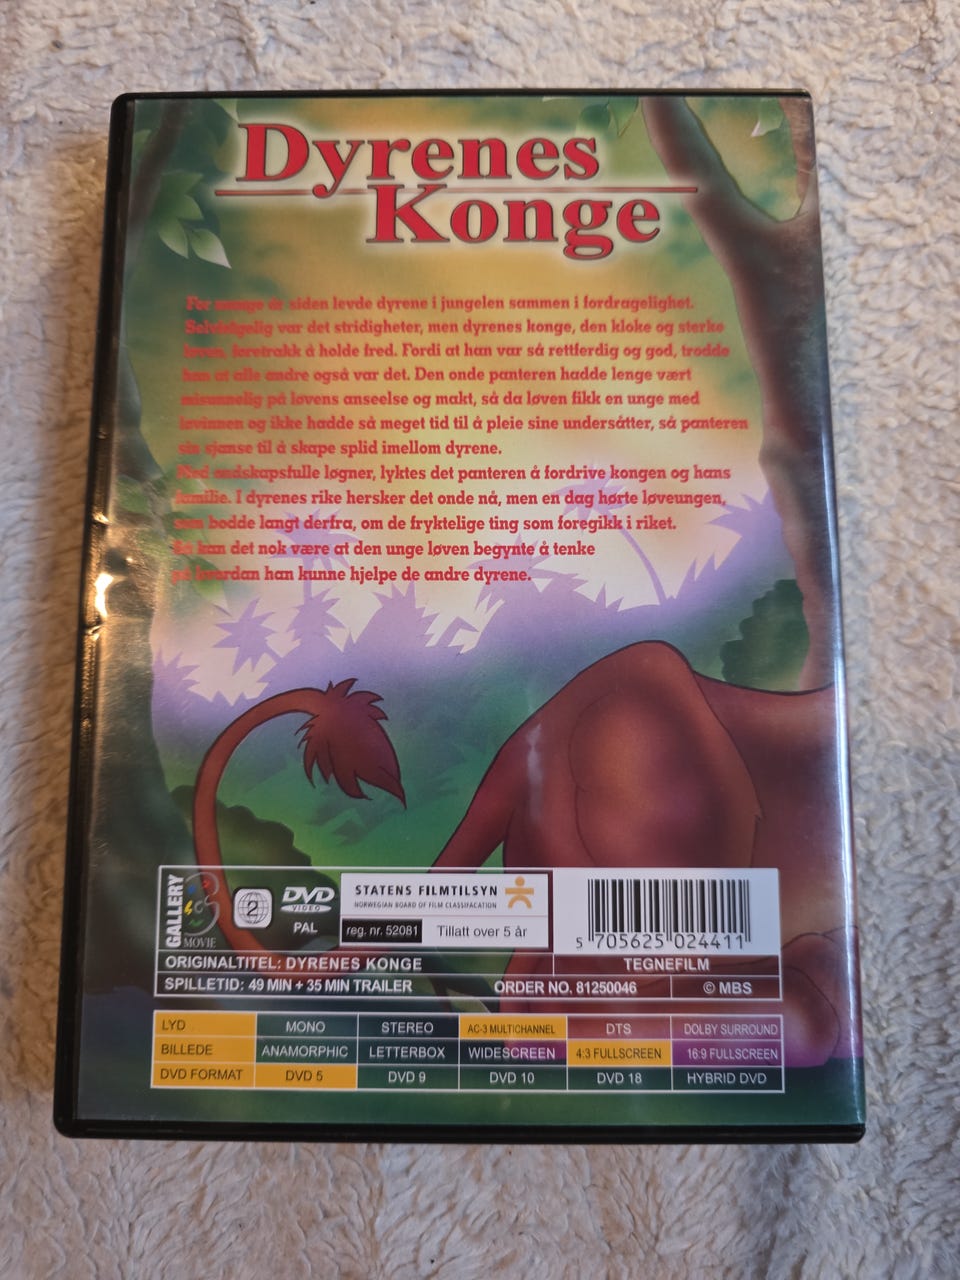 Dyrenes
Konge
For mange år siden levde dyrene i jungelen sammen i fordragelighet.
Selvfølgelig var det stridigheter, men dyrenes konge, den kloke og sterke
løven, foretrakk å holde fred. Fordi at han var så rettferdig og god, trodde
han at alle andre også var det. Den onde panteren hadde lenge vært
misunnelig på løvens anseelse og makt, så da løven fikk en unge med
løvinnen og ikke hadde så meget tid til å pleie sine undersåtter, så panteren
sin sjanse til å skape splid imellom dyrene.
Med ondskapsfulle løgner, lyktes det panteren å fordrive kongen og hans
familie. I dyrenes rike hersker det onde nå, men en dag hørte løveungen,
som bodde langt derfra, om de fryktelige ting som foregikk i riket.
Så kan det nok være at den unge løven begynte å tenke
på hvordan han kunne hjelpe de andre dyrene.
GALLERY
MOVIE
2
DVD
VIDEO
PAL
STATENS FILMTILSYN
NORWEGIAN BOARD OF FILM CLASSIFACATION
reg. nr. 52081
Tillatt over 5 år
5 705625 024411
ORIGINALTITEL: DYRENES KONGE
TEGNEFILM
SPILLETID: 49 MIN + 35 MIN TRAILER
ORDER NO. 81250046
© MBS
LYD MONO STEREO AC-3 MULTICHANNEL DTS DOLBY SURROUND
BILLEDE ANAMORPHIC LETTERBOX WIDESCREEN 4:3 FULLSCREEN 16:9 FULLSCREEN
DVD FORMAT DVD 5 DVD 9 DVD 10 DVD 18 HYBRID DVD